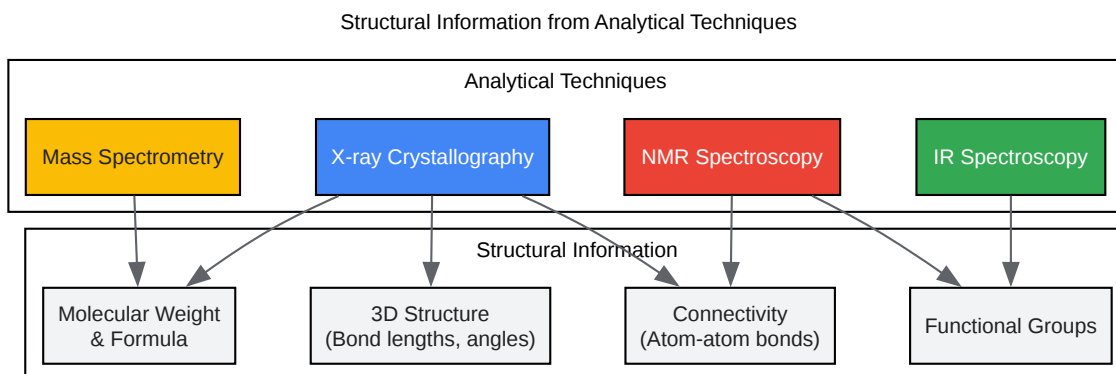 Structural Information from Analytical Techniques
Analytical Techniques
Mass Spectrometry
X-ray Crystallography
NMR Spectroscopy
IR Spectroscopy
Structural Information
Molecular Weight
& Formula
3D Structure
(Bond lengths, angles)
Connectivity
(Atom-atom bonds)
Functional Groups